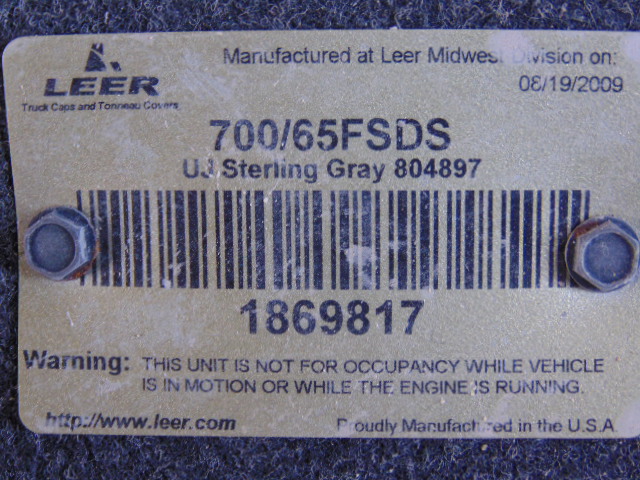 LEER
Truck Caps and Tonneau Covers
Manufactured at Leer Midwest Division on:
08/19/2009
700/65FSDS
UJ Sterling Gray 804897
1869817
Warning: THIS UNIT IS NOT FOR OCCUPANCY WHILE VEHICLE
IS IN MOTION OR WHILE THE ENGINE IS RUNNING.
http://www.leer.com
Proudly Manufactured in the U.S.A.